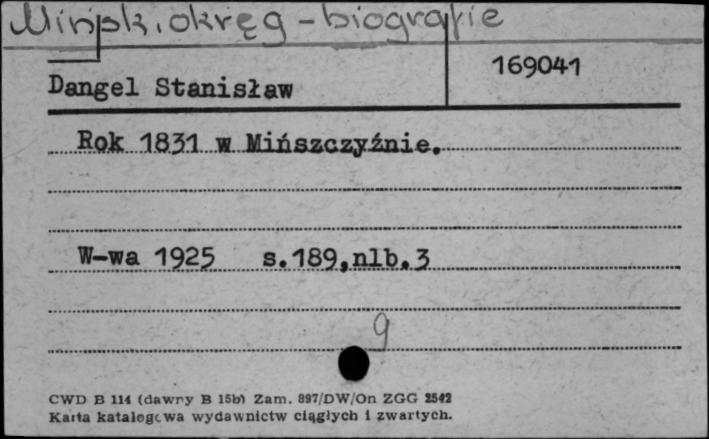 Mińsk, okręg - biografie
169041
Dangel Stanisław
Rok 1831 w Mińszczyźnie.
W-wa 1925 s.189,nlb.3
9
CWD B 114 (dawny B 15b) Zam. 897/DW/On ZGG 2542
Karta katalogowa wydawnictw ciągłych i zwartych.